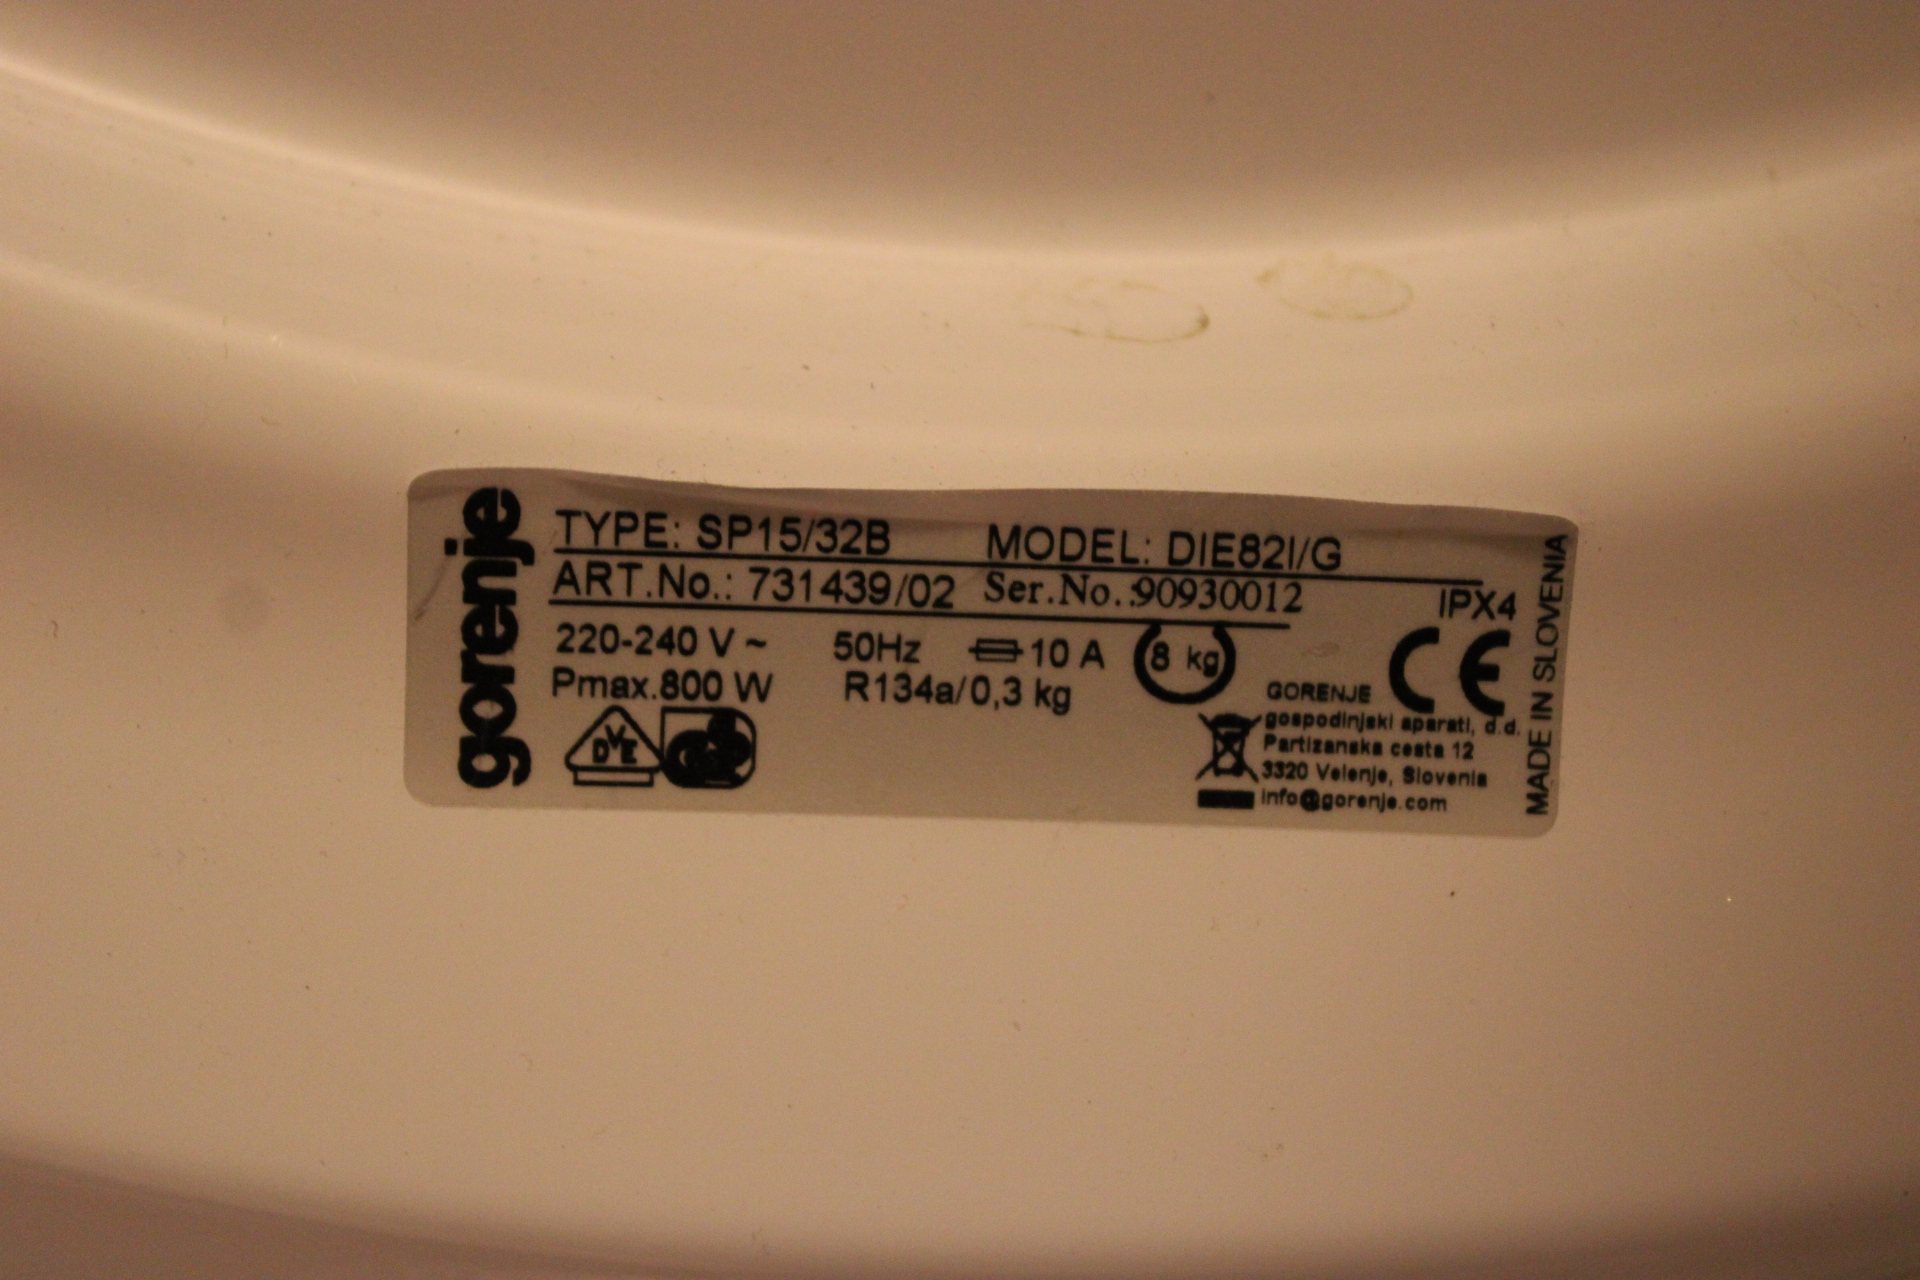 gorenje
TYPE: SP15/32B MODEL: DIE82I/G
ART.No.: 731439/02 Ser.No.:90930012
IPX4
220-240 V ~ 50Hz 10 A 8 kg
Pmax.800 W R134a/0,3 kg
DVE
CE
GORENJE
gospodinjski aparati, d.d.
Partizanska cesta 12
3320 Velenje, Slovenia
info@gorenje.com
MADE IN SLOVENIA